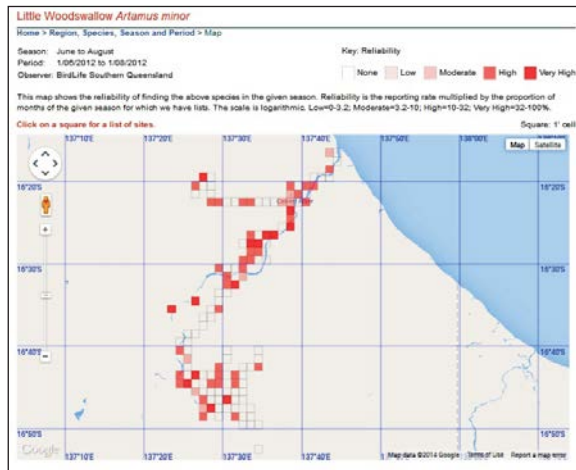 Little Woodswallow Artamus minor
Home > Region, Species, Season and Period > Map
Season: June to August
Period: 1/06/2012 to 1/08/2012
Observer: BirdLife Southern Queensland
Key: Reliability
None Low Moderate High Very High
This map shows the reliability of finding the above species in the given season. Reliability is the reporting rate multiplied by the proportion of
months of the given season for which we have lists. The scale is logarithmic. Low=0-3.2; Moderate=3.2-10; High=10-32; Very High=32-100%.
Click on a square for a list of sites.
Square: 1' cell
137°10'E 137°20'E 137°30'E 137°40'E 137°50'E 138°00'E 138°10'E
Map Satellite
16°20'S 16°20'S
16°30'S 16°30'S
16°40'S 16°40'S
16°50'S 16°50'S
Google
137°10'E 137°20'E 137°30'E 137°40'E
Map data ©2014 Google Terms of Use Report a map error